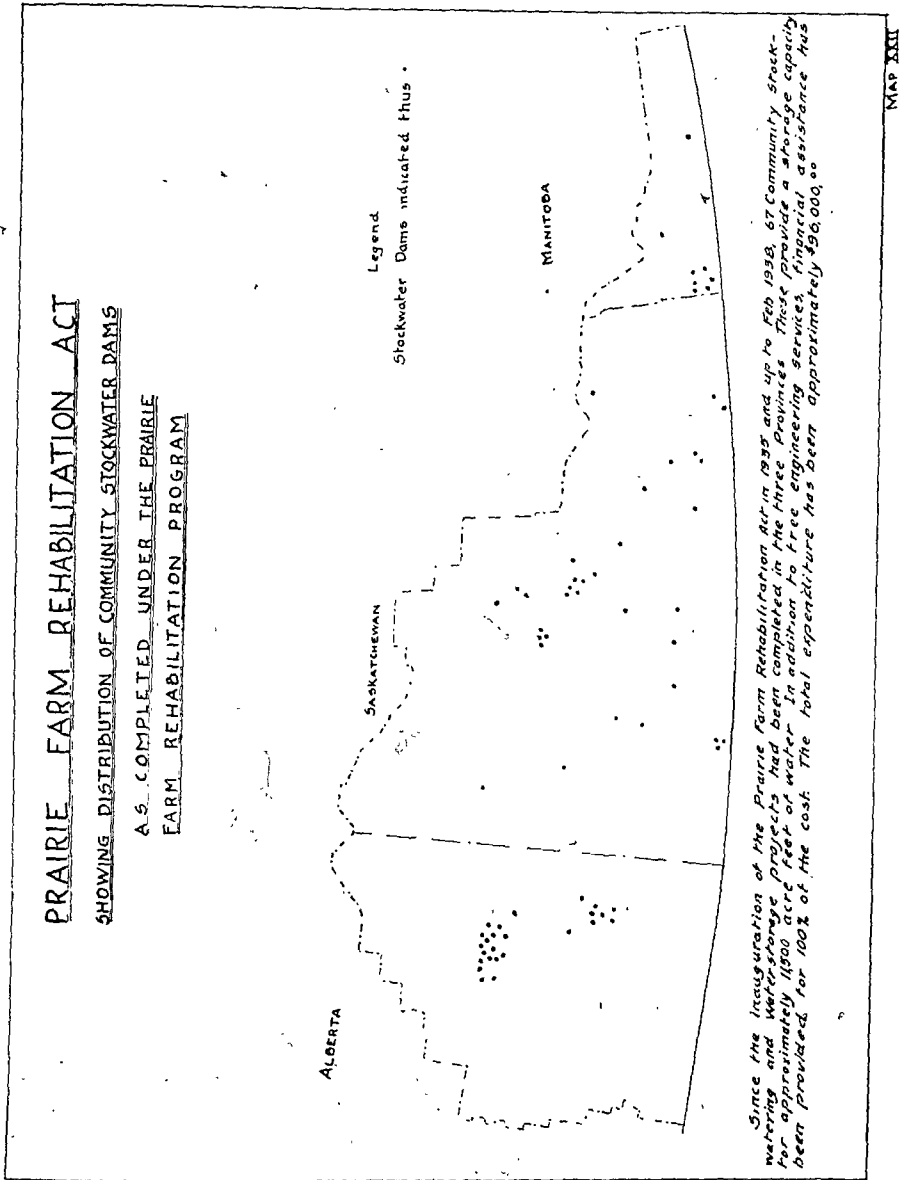 PRAIRIE FARM REHABILITATION ACT
SHOWING DISTRIBUTION OF COMMUNITY STOCKWATER DAMS
AS COMPLETED UNDER THE PRAIRIE
FARM REHABILITATION PROGRAM
Legend
Stockwater Dams indicated thus •
ALBERTA
SASKATCHEWAN
MANITOBA
Since the inauguration of the Prairie Farm Rehabilitation Act in 1935 and up to Feb 1938, 67 Community Stock-
watering and Waterstorage projects had been completed in the three Provinces These provide a storage capacity
for approximately 11,500 acre feet of water In addition to free engineering services, financial assistance has
been provided, for 100% of the cost. The total expenditure has been approximately $96,000.00
MAP XXII